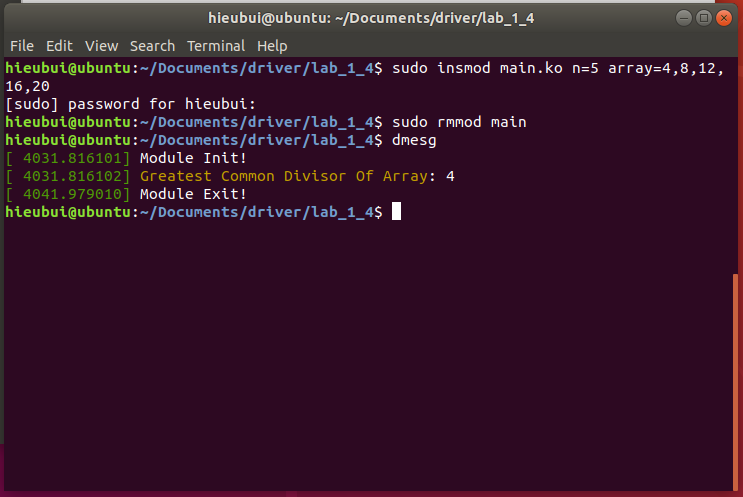 hieubui@ubuntu: ~/Documents/driver/lab_1_4
File Edit View Search Terminal Help
hieubui@ubuntu:~/Documents/driver/lab_1_4$ sudo insmod main.ko n=5 array=4,8,12,
16,20
[sudo] password for hieubui:
hieubui@ubuntu:~/Documents/driver/lab_1_4$ sudo rmmod main
hieubui@ubuntu:~/Documents/driver/lab_1_4$ dmesg
[ 4031.816101] Module Init!
[ 4031.816102] Greatest Common Divisor Of Array: 4
[ 4041.979010] Module Exit!
hieubui@ubuntu:~/Documents/driver/lab_1_4$